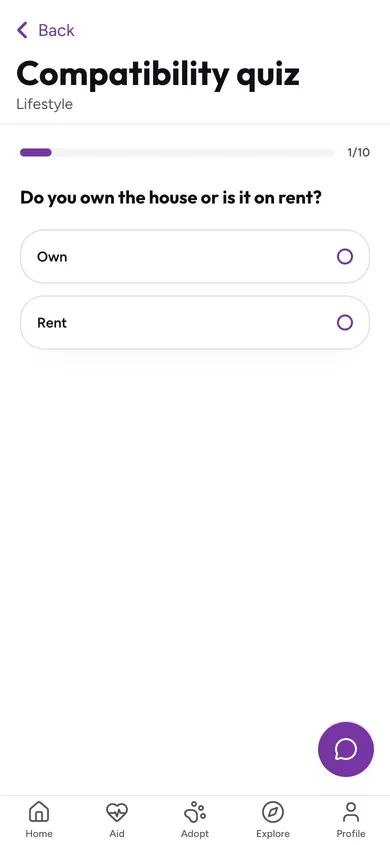 Back
Compatibility quiz
Lifestyle
1/10
Do you own the house or is it on rent?
Own
Rent
Home
Aid
Adopt
Explore
Profile